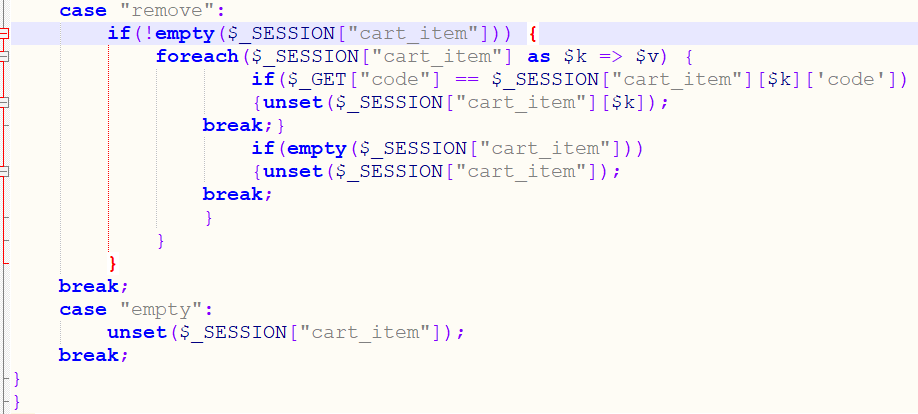 case "remove":
if(!empty($_SESSION["cart_item"])) {
foreach($_SESSION["cart_item"] as $k => $v) {
if($_GET["code"] == $_SESSION["cart_item"][$k]['code'])
{unset($_SESSION["cart_item"][$k]);
break;}
if(empty($_SESSION["cart_item"]))
{unset($_SESSION["cart_item"]);
break;
}
}
}
break;
case "empty":
unset($_SESSION["cart_item"]);
break;
}
}